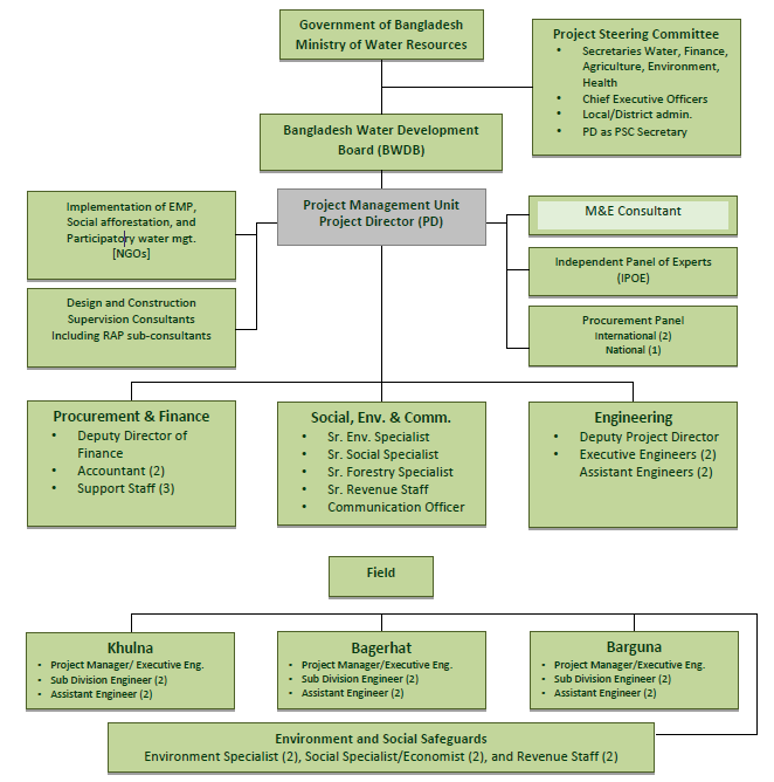 Government of Bangladesh
Ministry of Water Resources
Project Steering Committee
• Secretaries Water, Finance,
Agriculture, Environment,
Health
• Chief Executive Officers
• Local/District admin.
• PD as PSC Secretary
Bangladesh Water Development
Board (BWDB)
Project Management Unit
Project Director (PD)
Implementation of EMP,
Social afforestation, and
Participatory water mgt.
[NGOs]
Design and Construction
Supervision Consultants
Including RAP sub-consultants
M&E Consultant
Independent Panel of Experts
(IPOE)
Procurement Panel
International (2)
National (1)
Procurement & Finance
• Deputy Director of
Finance
• Accountant (2)
• Support Staff (3)
Social, Env. & Comm.
• Sr. Env. Specialist
• Sr. Social Specialist
• Sr. Forestry Specialist
• Sr. Revenue Staff
• Communication Officer
Engineering
• Deputy Project Director
• Executive Engineers (2)
Assistant Engineers (2)
Field
Khulna
• Project Manager/ Executive Eng.
• Sub Division Engineer (2)
• Assistant Engineer (2)
Bagerhat
• Project Manager/Executive Eng.
• Sub Division Engineer (2)
• Assistant Engineer (2)
Barguna
• Project Manager/Executive Eng.
• Sub Division Engineer (2)
• Assistant Engineer (2)
Environment and Social Safeguards
Environment Specialist (2), Social Specialist/Economist (2), and Revenue Staff (2)